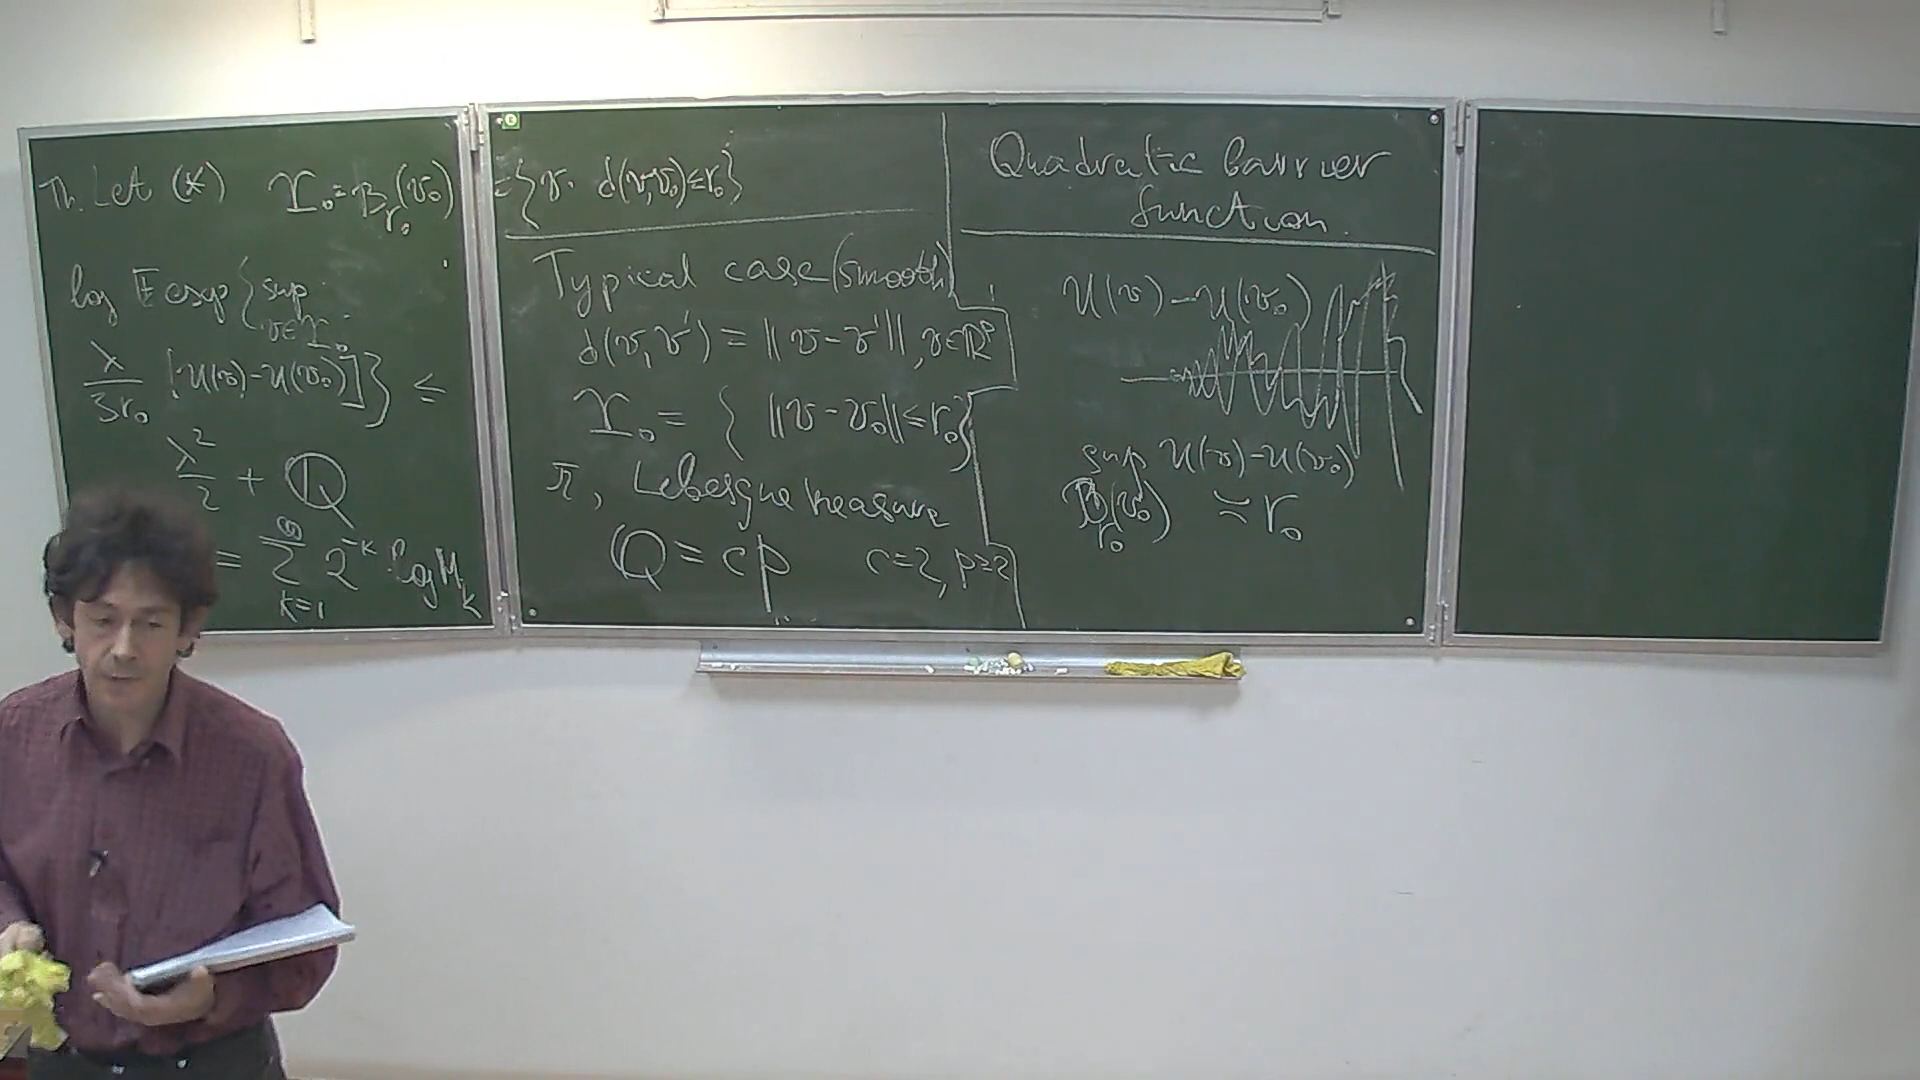 Th. Let (*) Υ₀ = B_{r₀}(υ₀) = {υ: d(υ,υ₀) ≤ r₀}
log E exp { sup_{υ∈Υ₀}
λ/3r₀ [U(υ) − U(υ₀)]} ≤
λ²/2 + Q
= Σ_{k=1}^{∞} 2^{-k} log M_k
Typical case (smooth)
d(υ,υ') = ||υ − υ'||, υ∈ℝ^p
Υ₀ = { ||υ − υ₀|| ≤ r₀}
π, Lebesgue measure
Q = cp c=2, p≥2
Quadratic barrier
function
U(υ) − U(υ₀)
sup U(υ) − U(υ₀)
B_{r₀}(υ₀) ≍ r₀